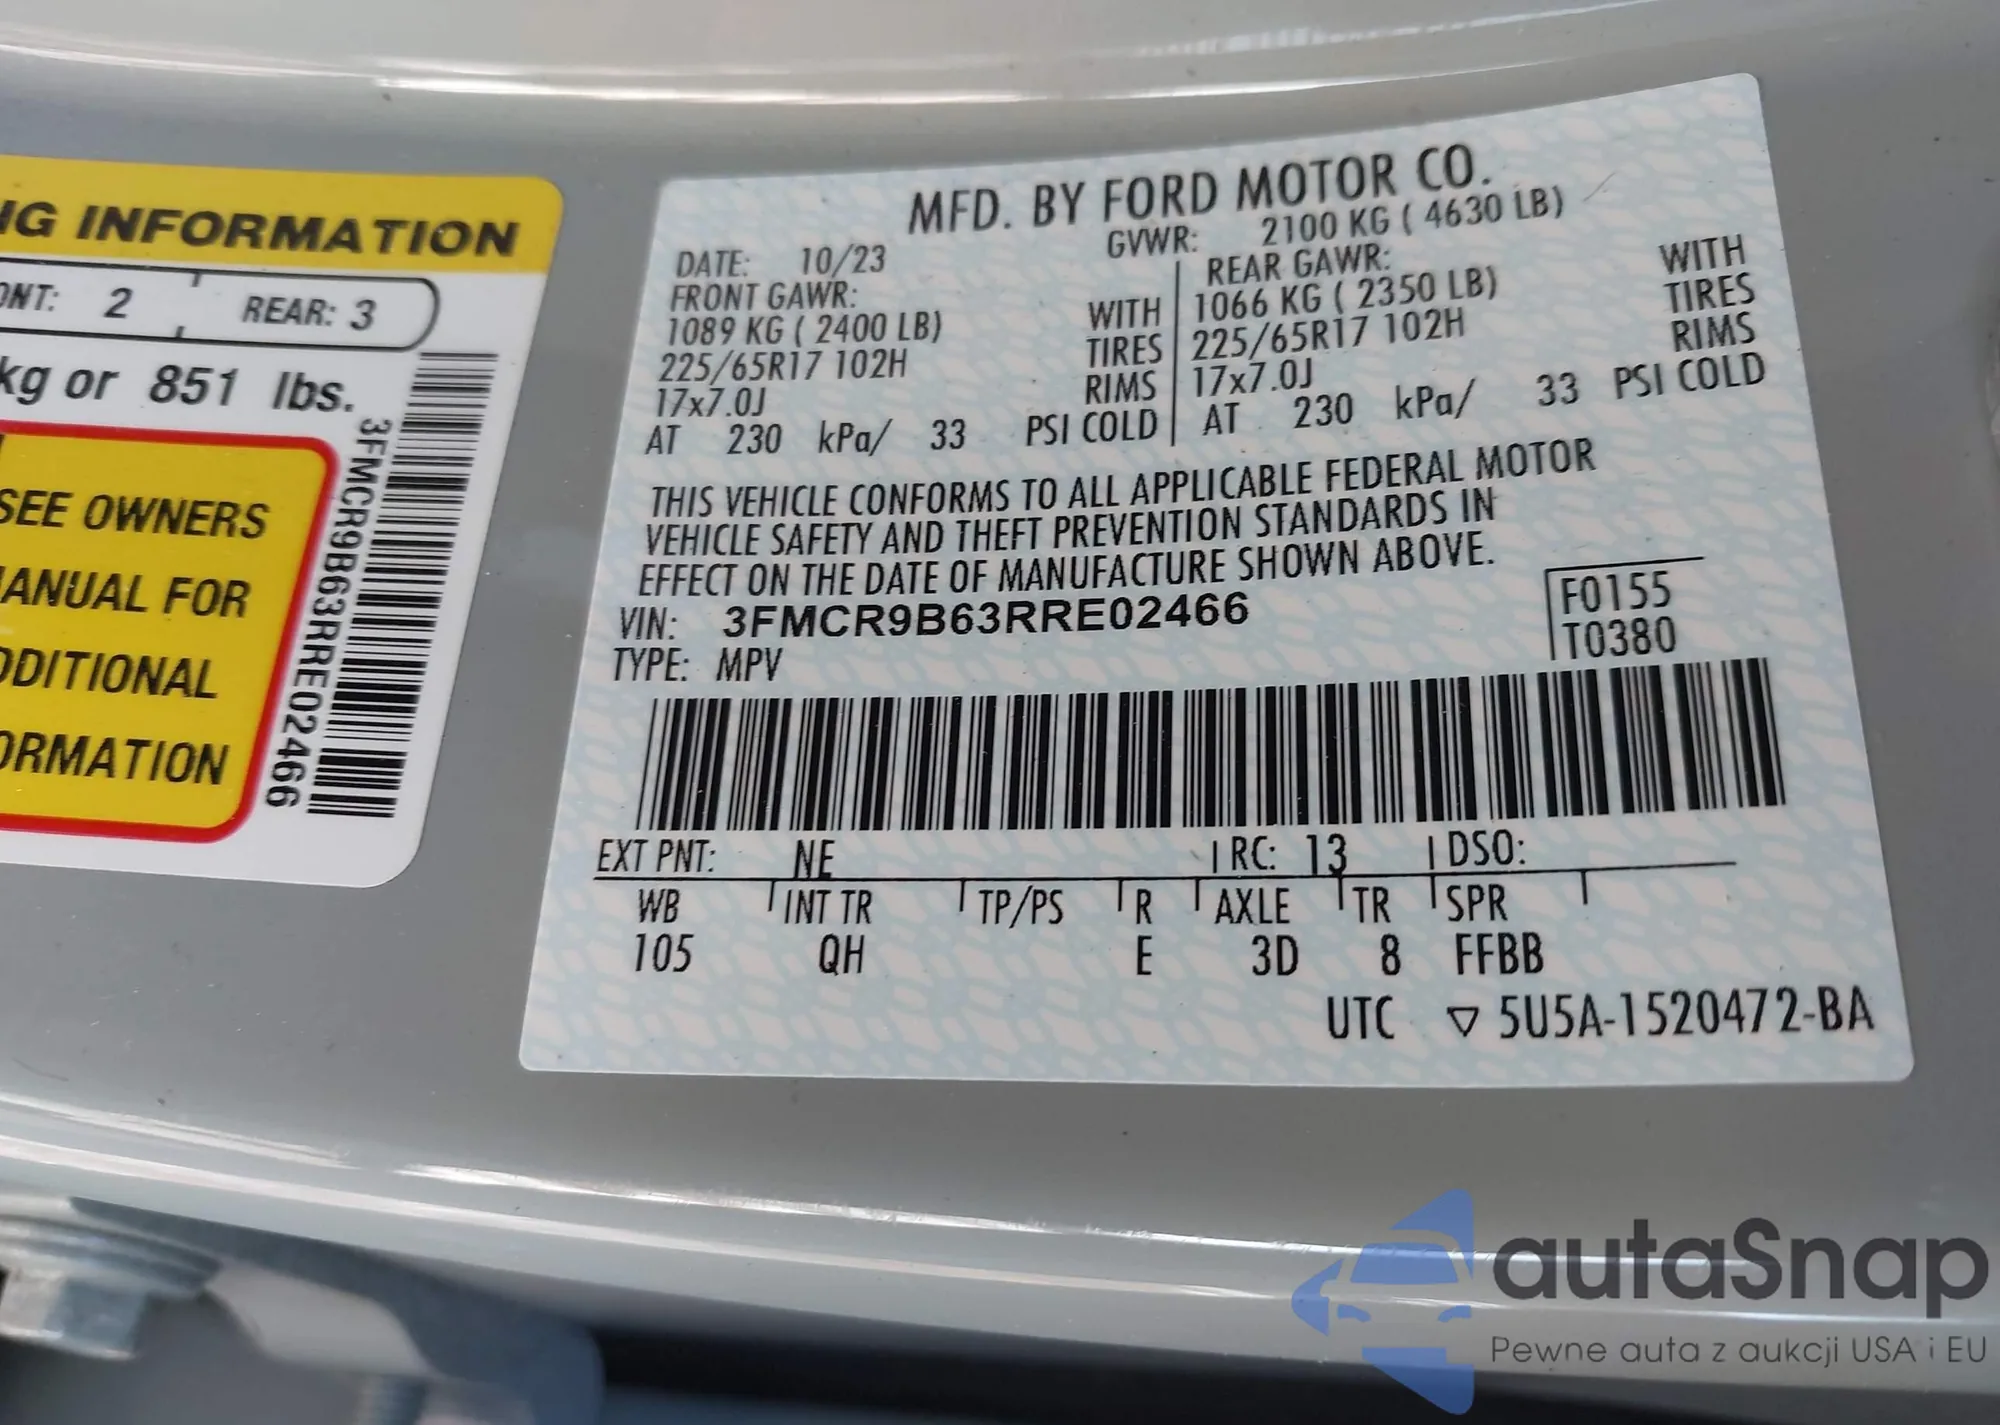 NG INFORMATION
ONT: 2 REAR: 3
kg or 851 lbs.
SEE OWNERS
MANUAL FOR
ADDITIONAL
INFORMATION
3FMCR9B63RRE02466
MFD. BY FORD MOTOR CO.
DATE: 10/23 GVWR: 2100 KG ( 4630 LB)
FRONT GAWR: REAR GAWR:
1089 KG ( 2400 LB) WITH 1066 KG ( 2350 LB) WITH
225/65R17 102H TIRES 225/65R17 102H TIRES
17x7.0J RIMS 17x7.0J RIMS
AT 230 kPa/ 33 PSI COLD AT 230 kPa/ 33 PSI COLD
THIS VEHICLE CONFORMS TO ALL APPLICABLE FEDERAL MOTOR
VEHICLE SAFETY AND THEFT PREVENTION STANDARDS IN
EFFECT ON THE DATE OF MANUFACTURE SHOWN ABOVE.
VIN: 3FMCR9B63RRE02466 F0155
TYPE: MPV T0380
EXT PNT: NE RC: 13 DSO:
WB INT TR TP/PS R AXLE TR SPR
105 QH E 3D 8 FFBB
UTC ▽ 5U5A-1520472-BA
autaSnap
Pewne auta z aukcji USA i EU